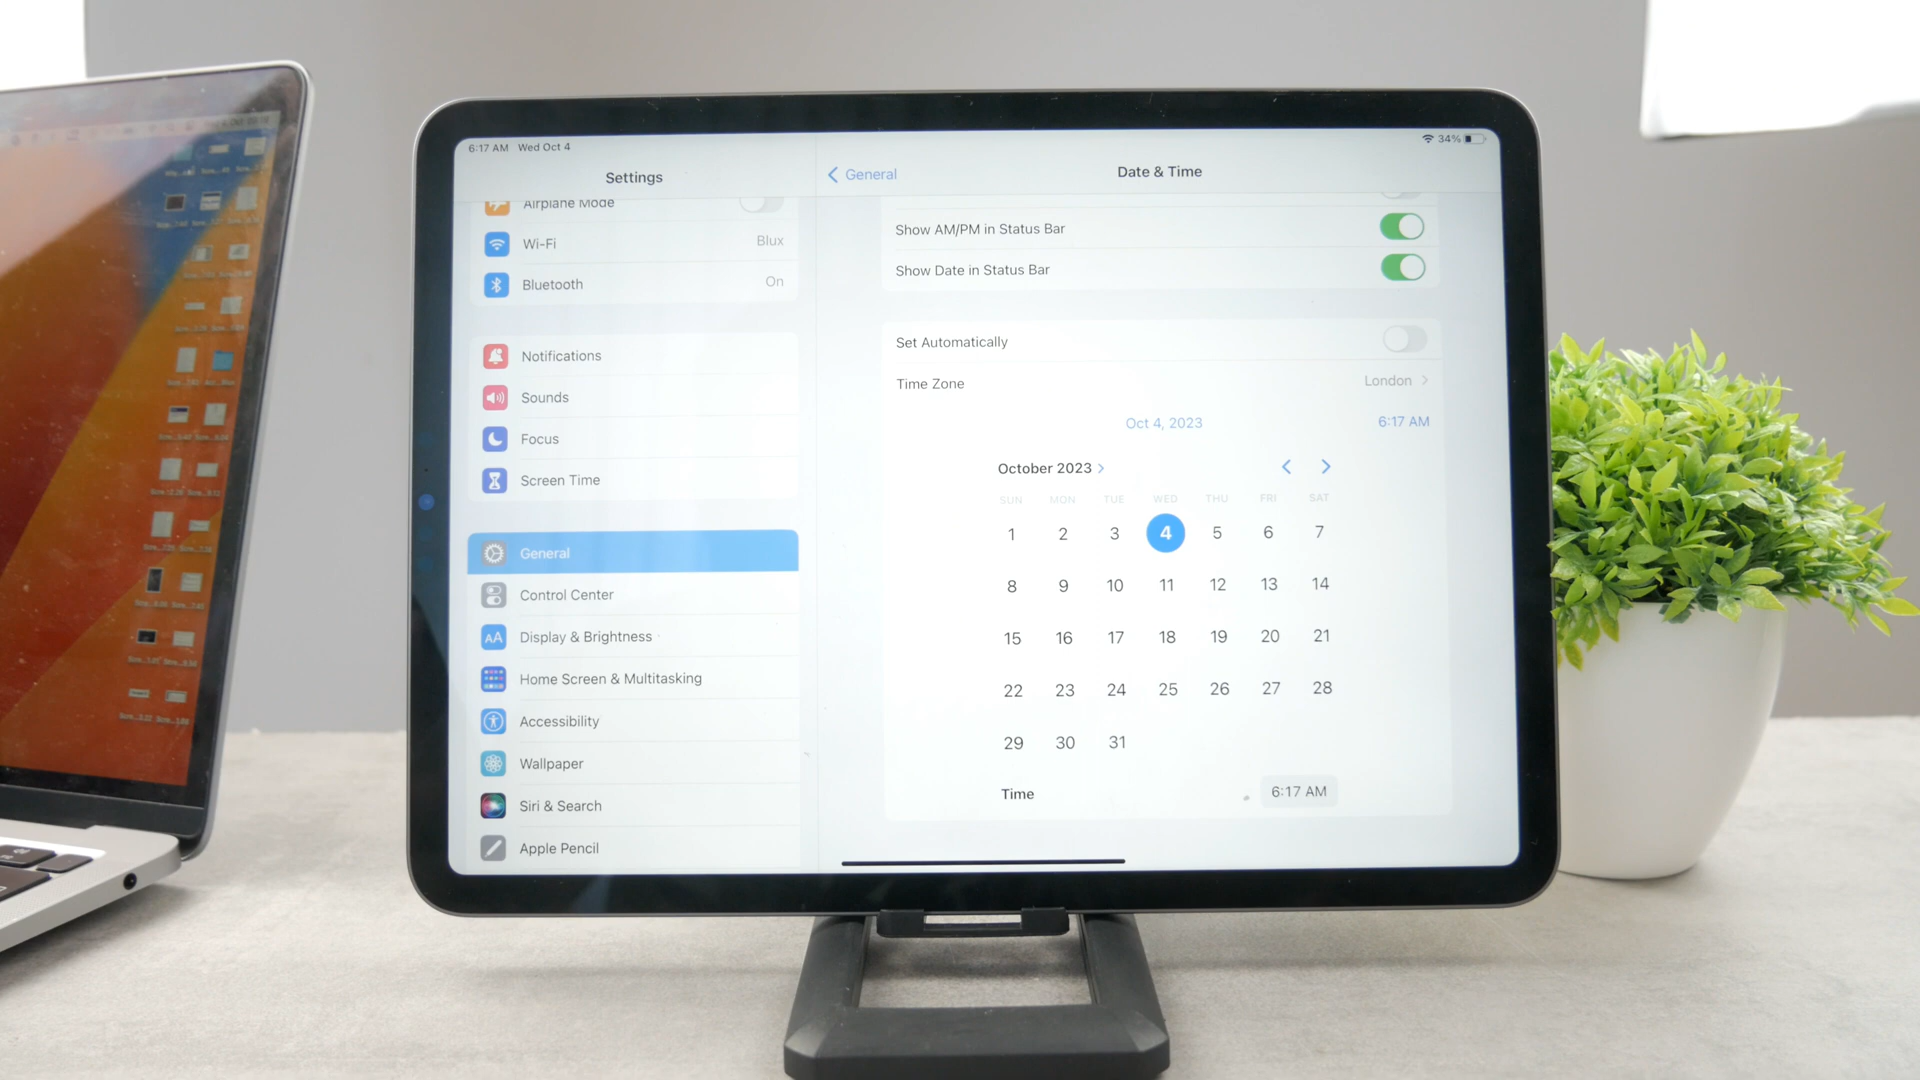 6:17 AM Wed Oct 4
34%
Settings
Airplane Mode
Wi-Fi Blux
Bluetooth On
Notifications
Sounds
Focus
Screen Time
General
Control Center
AA Display & Brightness
Home Screen & Multitasking
Accessibility
Wallpaper
Siri & Search
Apple Pencil
General
Date & Time
Show AM/PM in Status Bar
Show Date in Status Bar
Set Automatically
Time Zone London
Oct 4, 2023 6:17 AM
October 2023
SUN MON TUE WED THU FRI SAT
1 2 3 4 5 6 7
8 9 10 11 12 13 14
15 16 17 18 19 20 21
22 23 24 25 26 27 28
29 30 31
Time 6:17 AM